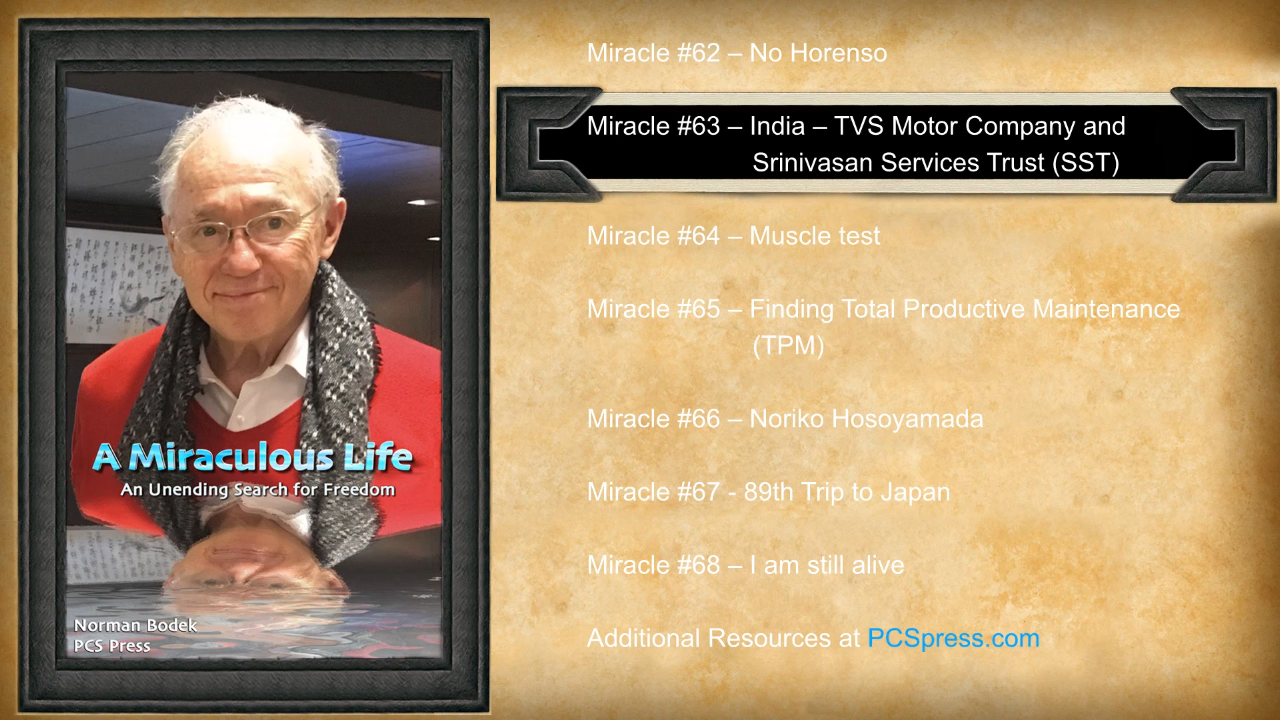 A Miraculous Life
An Unending Search for Freedom
Norman Bodek
PCS Press
Miracle #62 – No Horenso
Miracle #63 – India – TVS Motor Company and
Srinivasan Services Trust (SST)
Miracle #64 – Muscle test
Miracle #65 – Finding Total Productive Maintenance
(TPM)
Miracle #66 – Noriko Hosoyamada
Miracle #67 - 89th Trip to Japan
Miracle #68 – I am still alive
Additional Resources at PCSpress.com